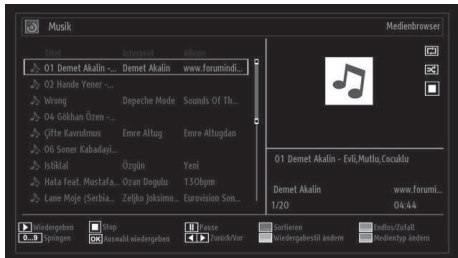 Musik Medienbrowser
Titel Interpret Album
01 Demet Akalin -... Demet Akalin www.forumindi...
02 Hande Yener -...
Wrong Depeche Mode Sounds Of Th...
04 Gökhan Özen -...
Çifte Kavrulmus Emre Altug Emre Altugdan
06 Soner Kabadayi...
Istiklal Özgün Yeni
Hata feat. Mustafa... Ozan Dogulu 130bpm
Lane Moje (Serbia... Zeljko Joksimo... Eurovision Son...
01 Demet Akalin - Evli,Mutlu,Cocuklu
Demet Akalin www.forumi...
1/20 04:44
Wiedergeben Stop Pause Sortieren Endlos/Zufall
0...9 Springen OK Auswahl wiedergeben Zurück/Vor Wiedergabestil ändern Medientyp ändern